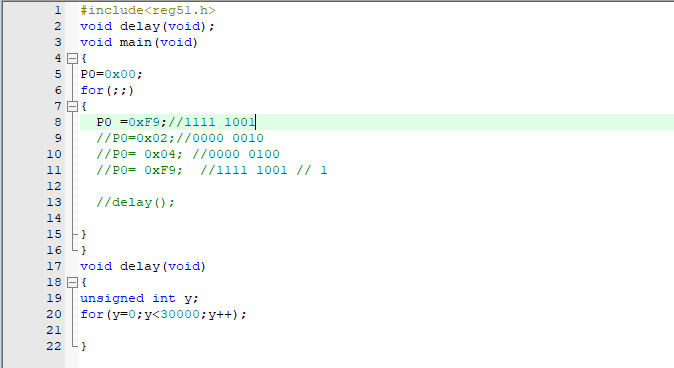 1 #include<reg51.h>
2 void delay(void);
3 void main(void)
4 {
5 P0=0x00;
6 for(;;)
7 {
8 P0 =0xF9;//1111 1001
9 //P0=0x02;//0000 0010
10 //P0= 0x04; //0000 0100
11 //P0= 0xF9;  //1111 1001 // 1
12
13 //delay();
14
15 }
16 }
17 void delay(void)
18 {
19 unsigned int y;
20 for(y=0;y<30000;y++);
21
22 }